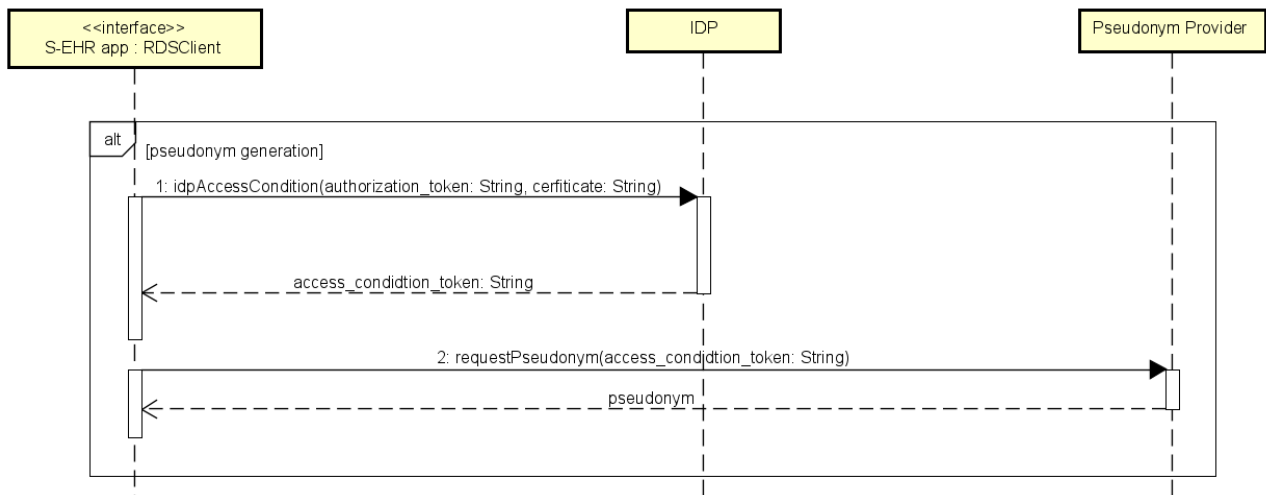 <<interface>>
S-EHR app : RDSClient
IDP
Pseudonym Provider
alt
[pseudonym generation]
1: idpAccessCondition(authorization_token: String, cerfiticate: String)
access_condidtion_token: String
2: requestPseudonym(access_condidtion_token: String)
pseudonym